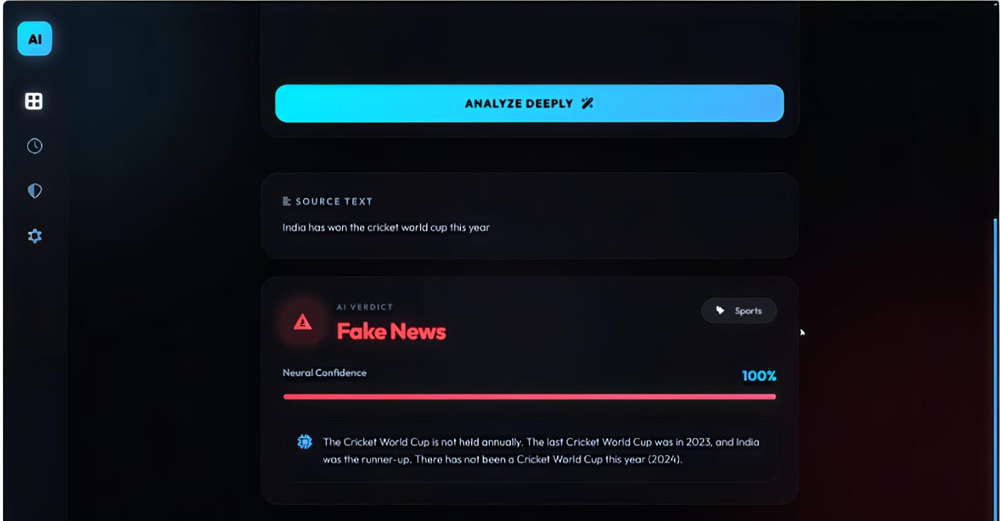 AI
ANALYZE DEEPLY
SOURCE TEXT
India has won the cricket world cup this year
AI VERDICT
Fake News
Sports
Neural Confidence
100%
The Cricket World Cup is not held annually. The last Cricket World Cup was in 2023, and India
was the runner-up. There has not been a Cricket World Cup this year (2024).